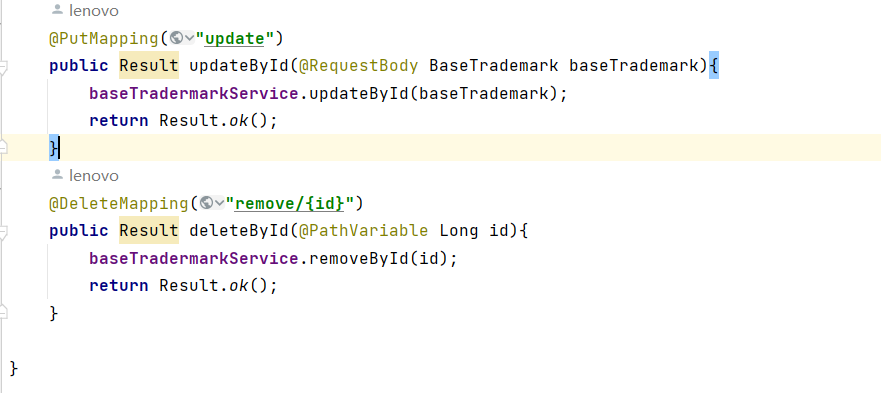 lenovo
@PutMapping("update")
public Result updateById(@RequestBody BaseTrademark baseTrademark){
baseTradermarkService.updateById(baseTrademark);
return Result.ok();
}
lenovo
@DeleteMapping("remove/{id}")
public Result deleteById(@PathVariable Long id){
baseTradermarkService.removeById(id);
return Result.ok();
}
}